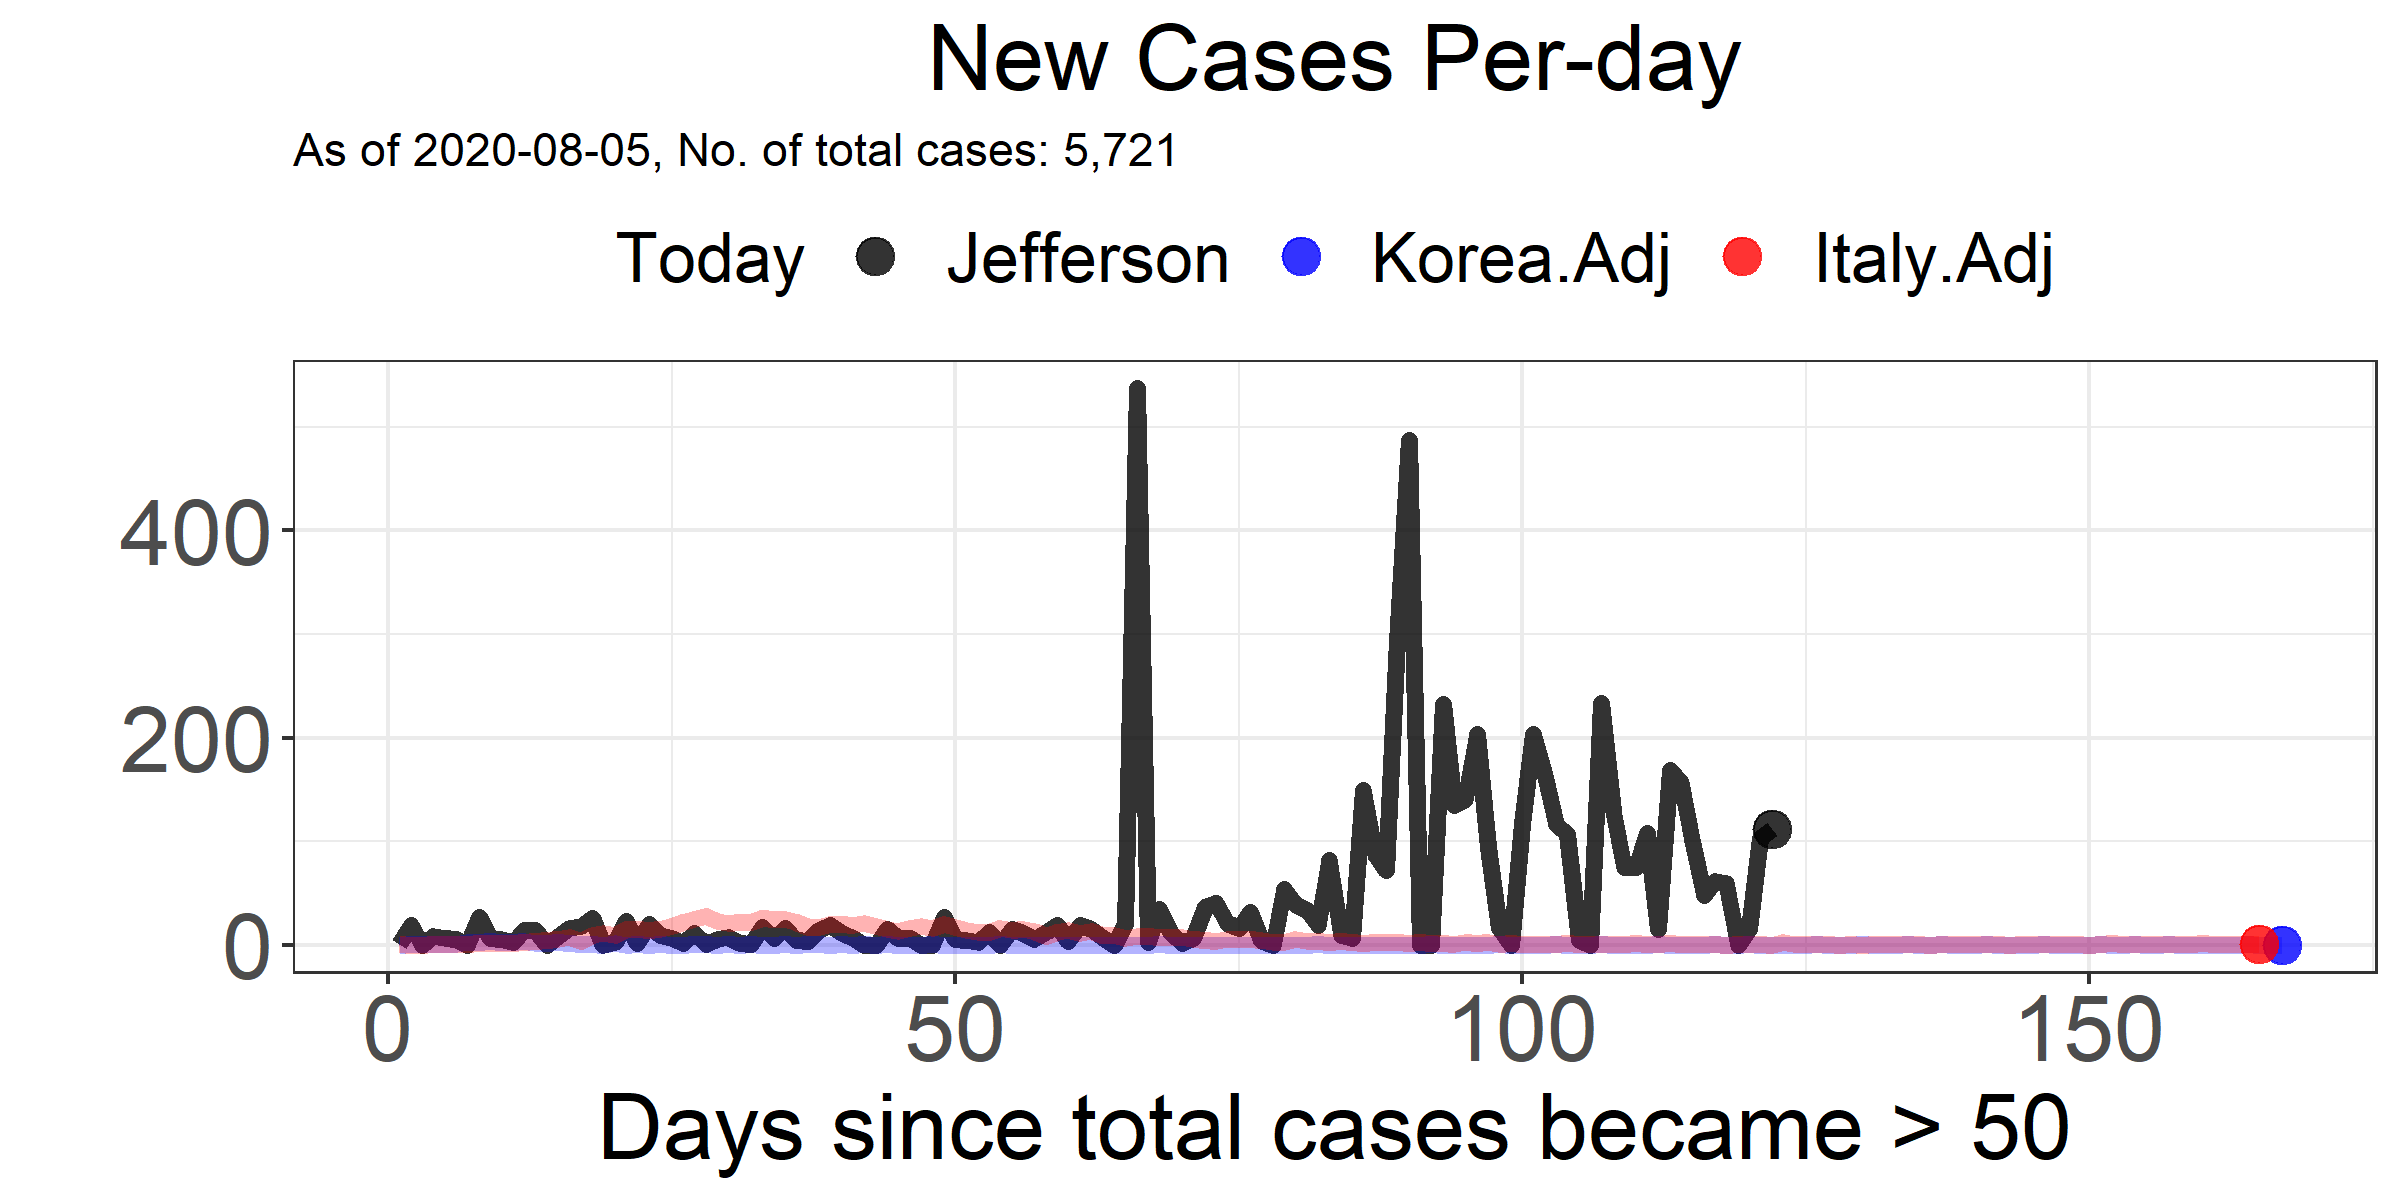 New Cases Per-day
As of 2020-08-05, No. of total cases: 5,721
Today Jefferson Korea.Adj Italy.Adj
400
200
0
0 50 100 150
Days since total cases became > 50